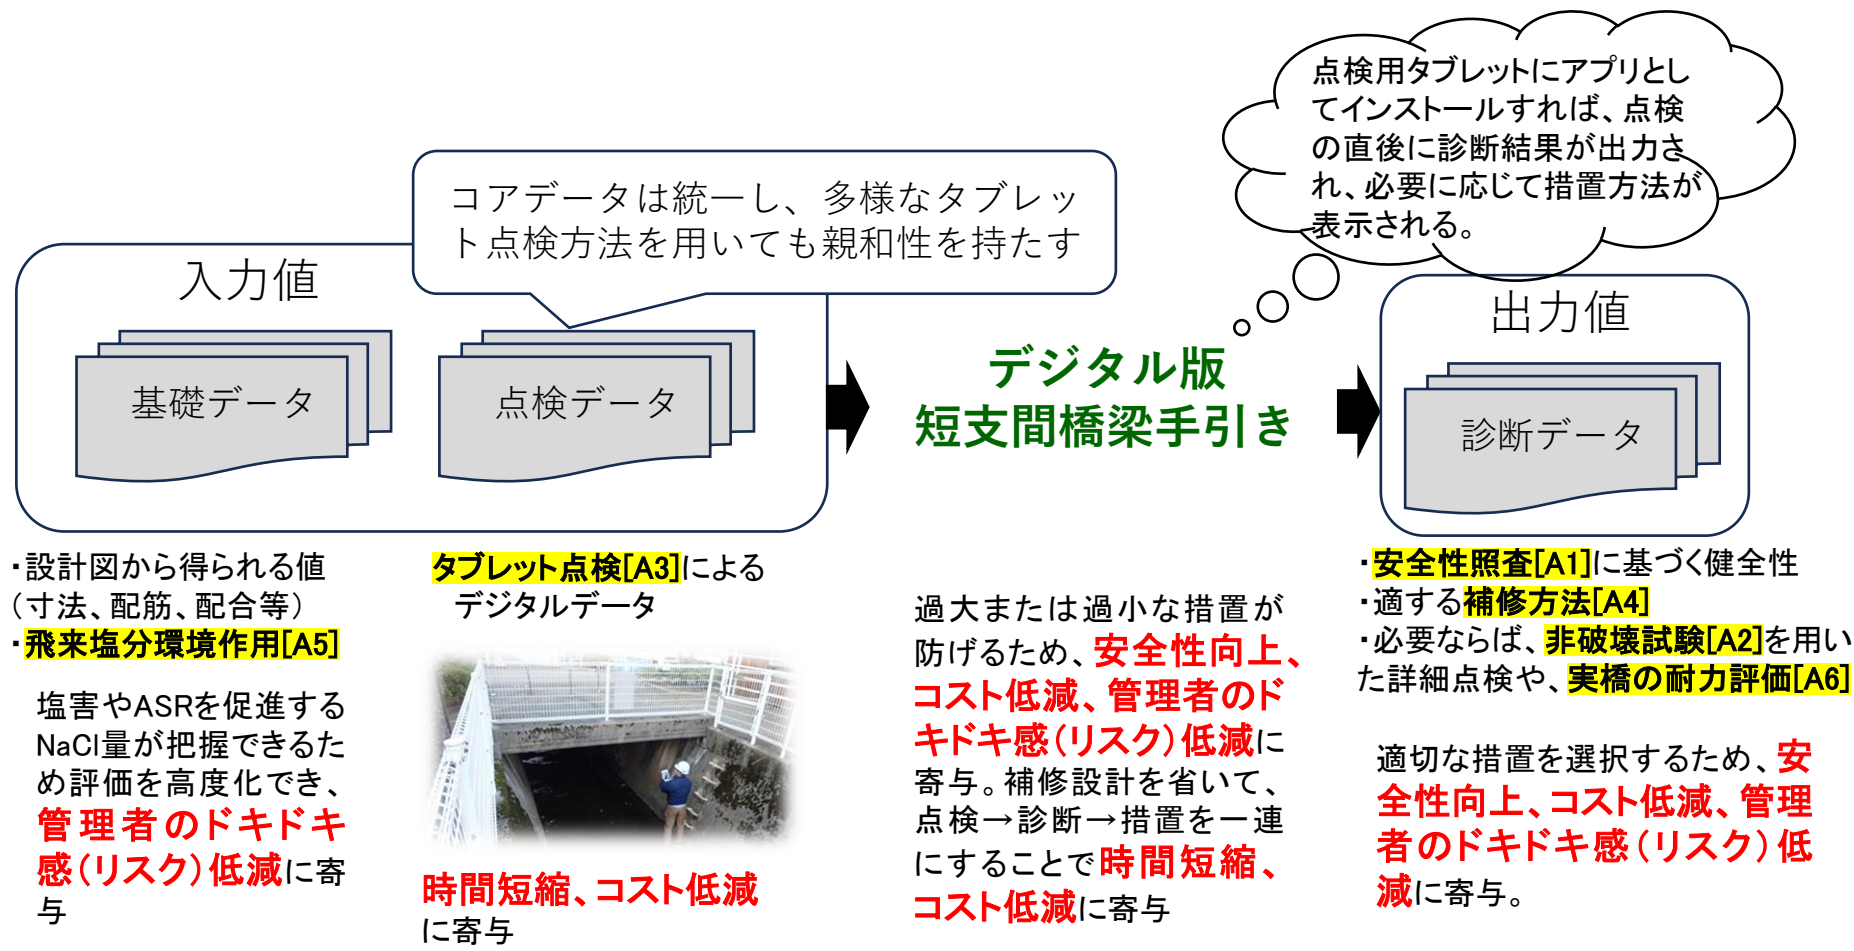 点検用タブレットにアプリとし
てインストールすれば、点検
の直後に診断結果が出力さ
れ、必要に応じて措置方法が
表示される。
コアデータは統一し、多様なタブレッ
ト点検方法を用いても親和性を持たす
入力値
基礎データ
点検データ
デジタル版
短支間橋梁手引き
出力値
診断データ
・設計図から得られる値
（寸法、配筋、配合等）
・飛来塩分環境作用[A5]
塩害やASRを促進する
NaCl量が把握できるた
め評価を高度化でき、
管理者のドキドキ
感（リスク）低減に寄
与
タブレット点検[A3]による
デジタルデータ
時間短縮、コスト低減
に寄与
過大または過小な措置が
防げるため、安全性向上、
コスト低減、管理者のド
キドキ感（リスク）低減に
寄与。補修設計を省いて、
点検→診断→措置を一連
にすることで時間短縮、
コスト低減に寄与
・安全性照査[A1]に基づく健全性
・適する補修方法[A4]
・必要ならば、非破壊試験[A2]を用い
た詳細点検や、実橋の耐力評価[A6]
適切な措置を選択するため、安
全性向上、コスト低減、管理
者のドキドキ感（リスク）低
減に寄与。